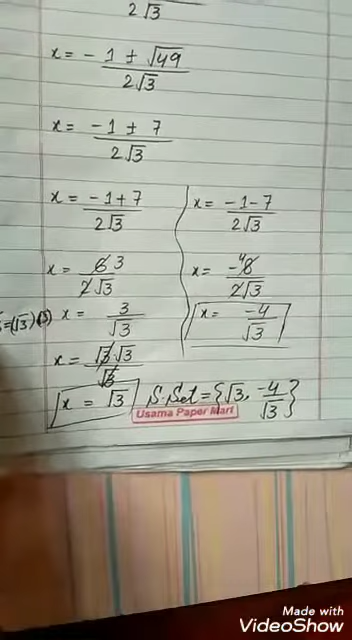 2√3
x = - 1 ± √49 / 2√3
x = -1 ± 7 / 2√3
x = -1+7 / 2√3
x = 6 3 / 2√3
x = 3 / √3
x = √3 √3 / √3
x = √3
x = -1-7 / 2√3
x = -4 8 / 2√3
x = -4 / √3
S.Set = {√3, -4/√3}
Usama Paper Mart
Made with
VideoShow